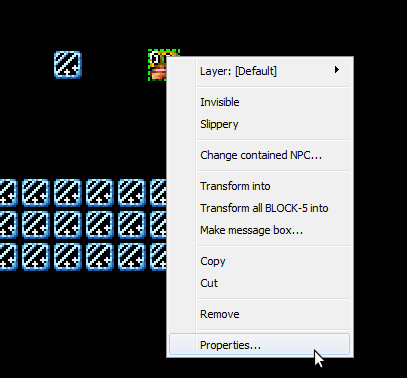 Layer: [Default]
Invisible
Slippery
Change contained NPC...
Transform into
Transform all BLOCK-5 into
Make message box...
Copy
Cut
Remove
Properties...